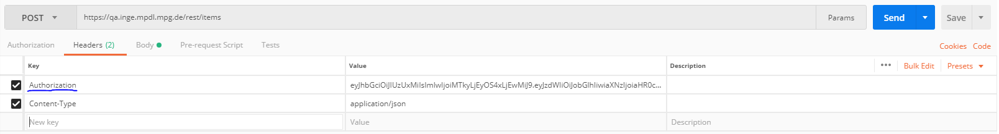 POST https://qa.inge.mpdl.mpg.de/rest/items Params Send Save
Authorization Headers (2) Body Pre-request Script Tests Cookies Code
Key Value Description ••• Bulk Edit Presets
Authorization eyJhbGciOiJIUzUxMiIsImlwIjoiMTkyLjEyOS4xLjEwMiJ9.eyJzdWIiOiJobGlhIiwiaXNzIjoiaHR0c...
Content-Type application/json
New key Value Description